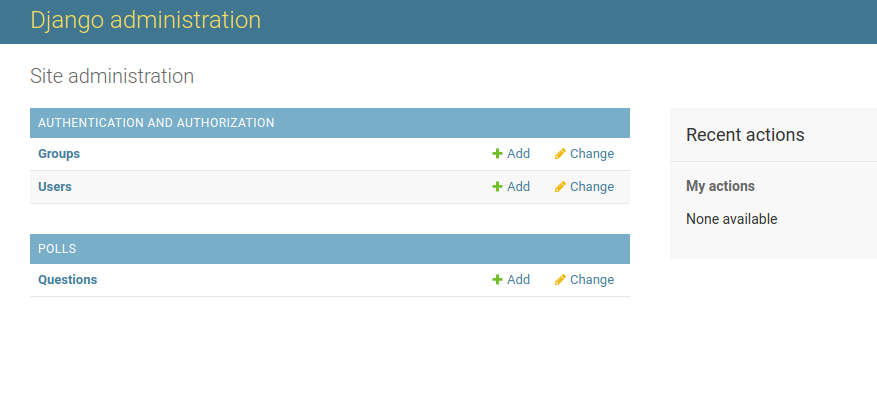 Django administration
Site administration
AUTHENTICATION AND AUTHORIZATION
Groups Add Change
Users Add Change
POLLS
Questions Add Change
Recent actions
My actions
None available